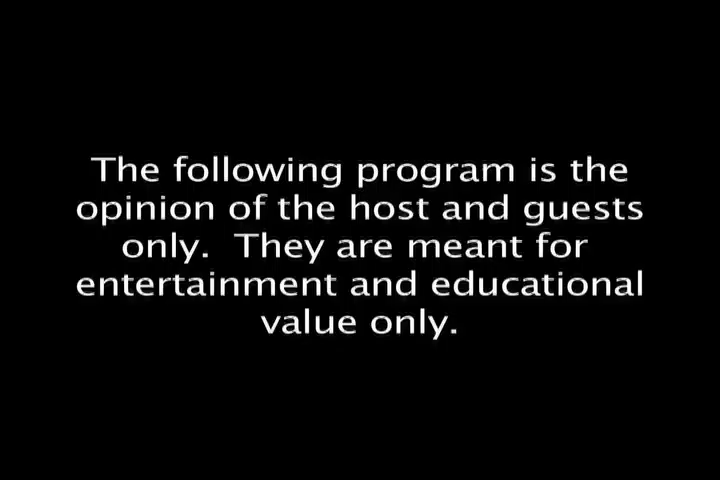 The following program is the
opinion of the host and guests
only.  They are meant for
entertainment and educational
value only.